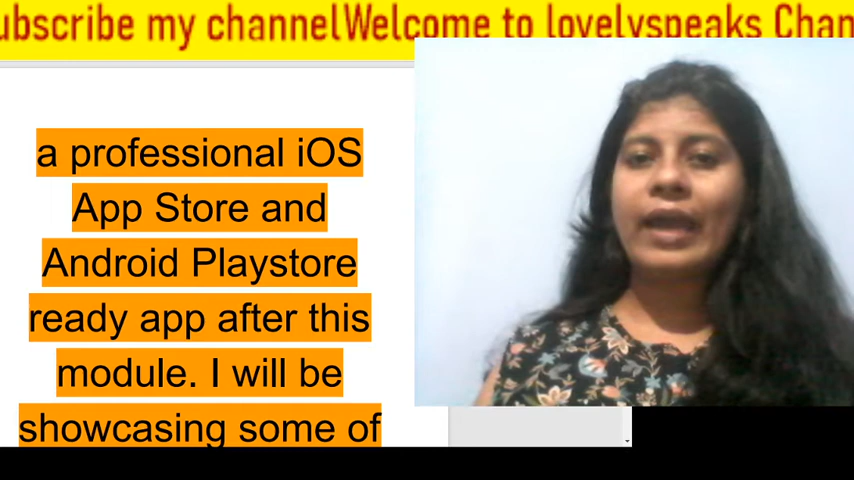 ubscribe my channelWelcome to lovelyspeaks Chan
a professional iOS
App Store and
Android Playstore
ready app after this
module. I will be
showcasing some of